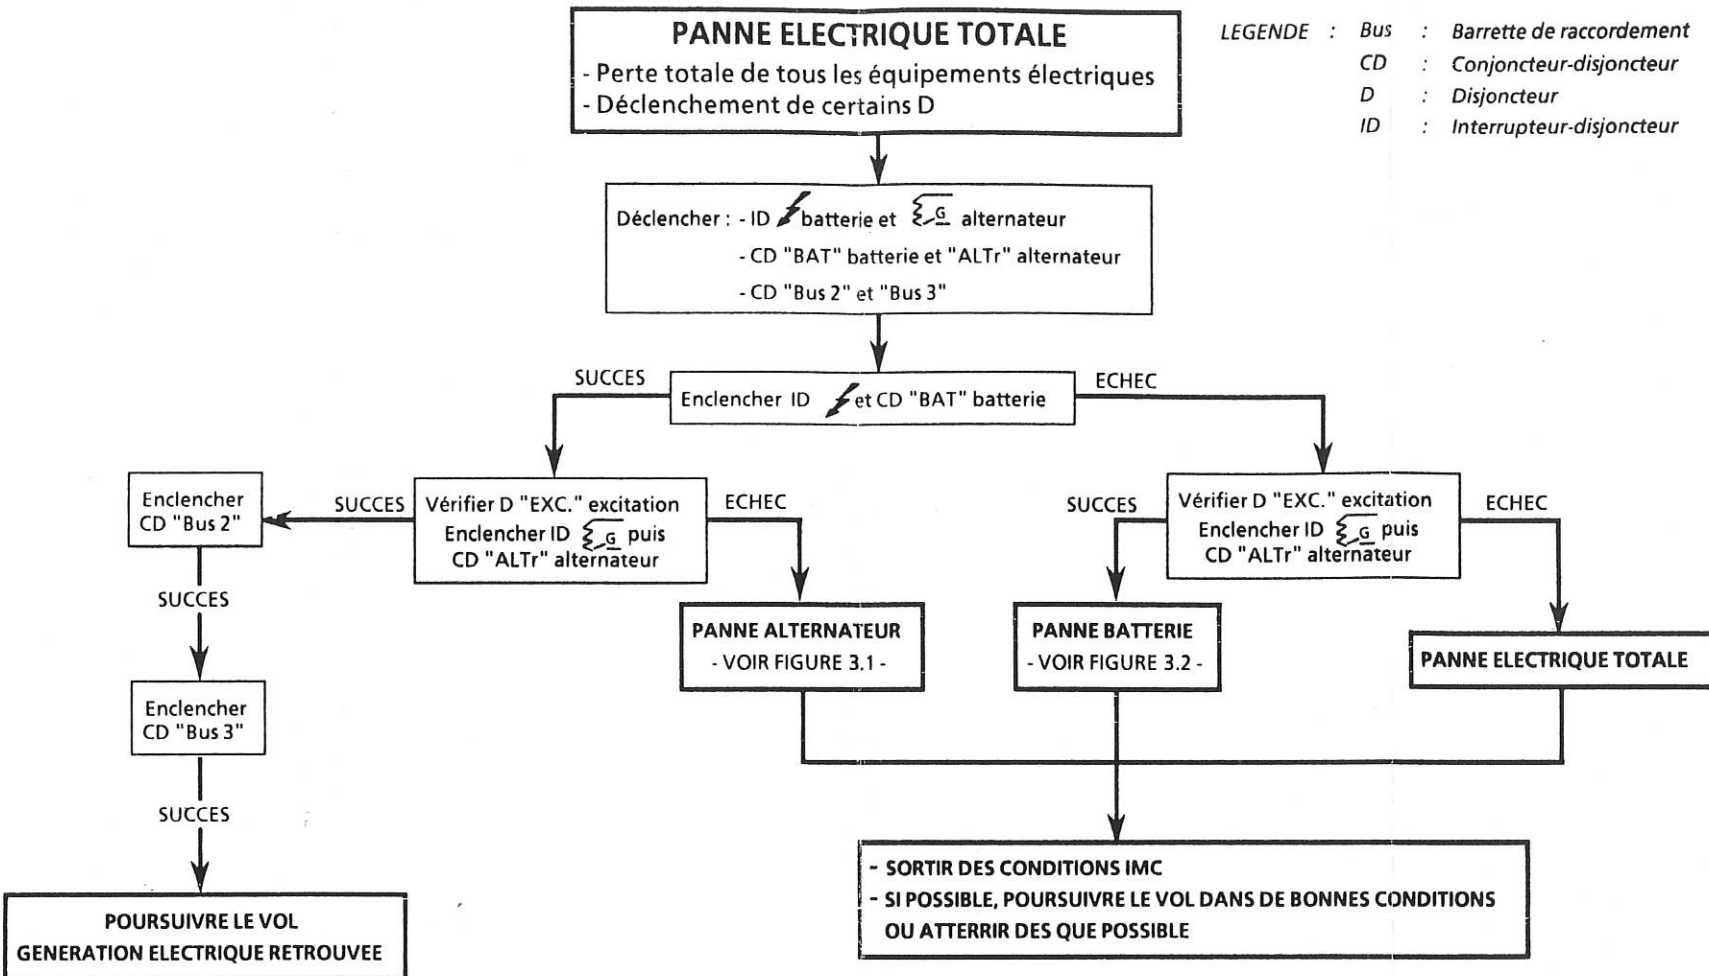 PANNE ELECTRIQUE TOTALE
- Perte totale de tous les équipements électriques
- Déclenchement de certains D
LEGENDE : Bus : Barrette de raccordement
CD : Conjoncteur-disjoncteur
D : Disjoncteur
ID : Interrupteur-disjoncteur
Déclencher : - ID batterie et G alternateur
- CD "BAT" batterie et "ALTr" alternateur
- CD "Bus 2" et "Bus 3"
SUCCES
Enclencher ID et CD "BAT" batterie
ECHEC
Enclencher
CD "Bus 2"
SUCCES
Vérifier D "EXC." excitation
Enclencher ID G puis
CD "ALTr" alternateur
ECHEC
SUCCES
Vérifier D "EXC." excitation
Enclencher ID G puis
CD "ALTr" alternateur
ECHEC
SUCCES
PANNE ALTERNATEUR
- VOIR FIGURE 3.1 -
PANNE BATTERIE
- VOIR FIGURE 3.2 -
PANNE ELECTRIQUE TOTALE
Enclencher
CD "Bus 3"
SUCCES
- SORTIR DES CONDITIONS IMC
- SI POSSIBLE, POURSUIVRE LE VOL DANS DE BONNES CONDITIONS
OU ATTERRIR DES QUE POSSIBLE
POURSUIVRE LE VOL
GENERATION ELECTRIQUE RETROUVEE